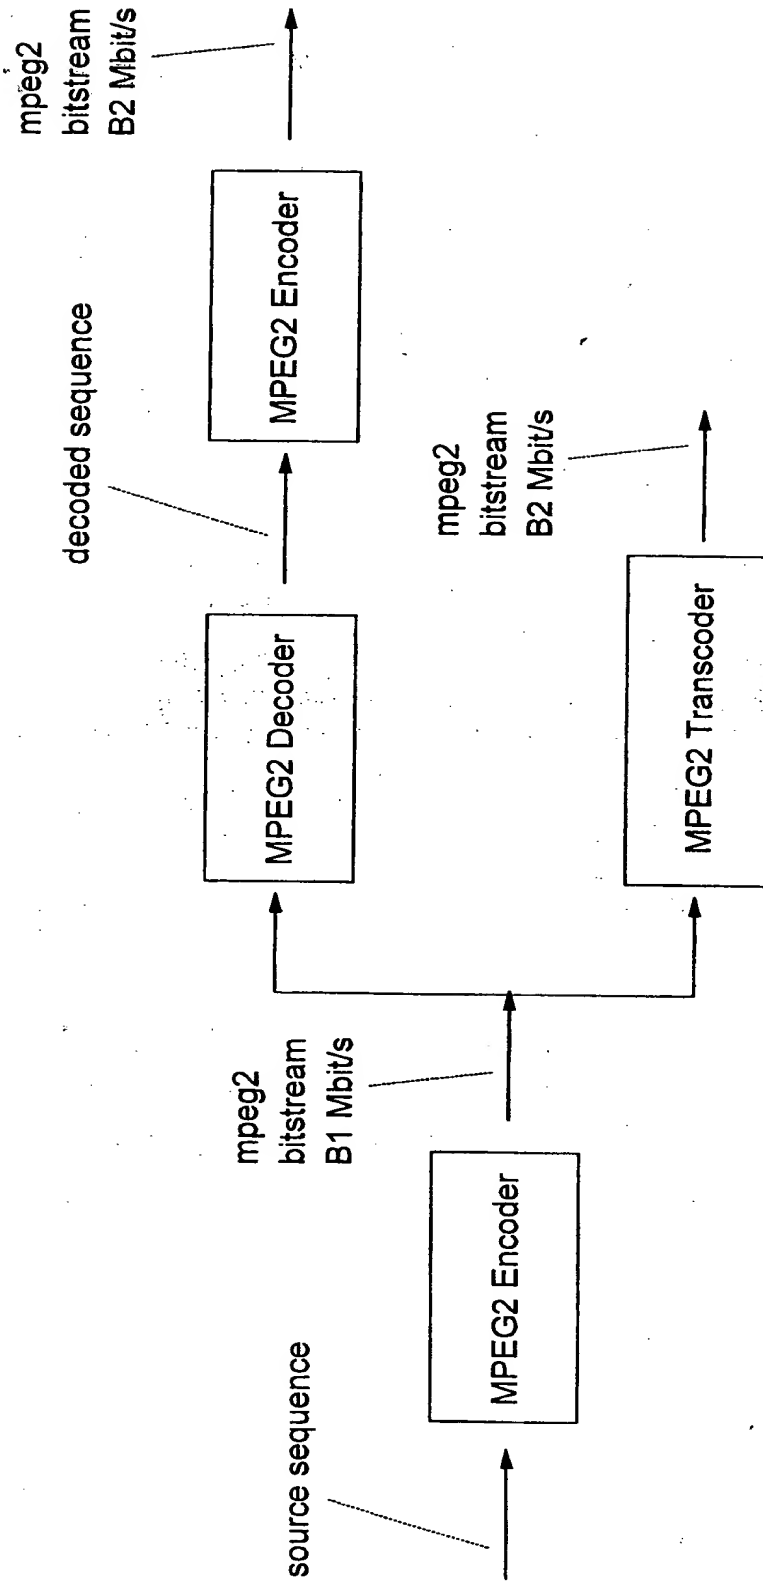 source sequence
MPEG2 Encoder
mpeg2
bitstream
B1 Mbit/s
MPEG2 Decoder
decoded sequence
MPEG2 Encoder
mpeg2
bitstream
B2 Mbit/s
MPEG2 Transcoder
mpeg2
bitstream
B2 Mbit/s